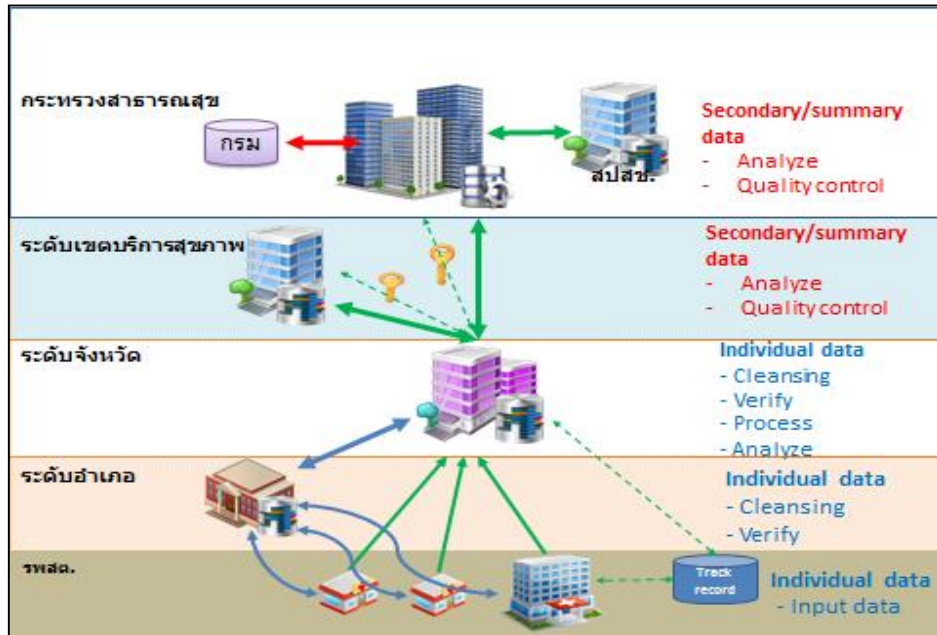 กระทรวงสาธารณสุข
กรม
สปสช.
Secondary/summary
data
- Analyze
- Quality control
ระดับเขตบริการสุขภาพ
Secondary/summary
data
- Analyze
- Quality control
ระดับจังหวัด
Individual data
- Cleansing
- Verify
- Process
- Analyze
ระดับอำเภอ
Individual data
- Cleansing
- Verify
รพสต.
Track
record
Individual data
- Input data